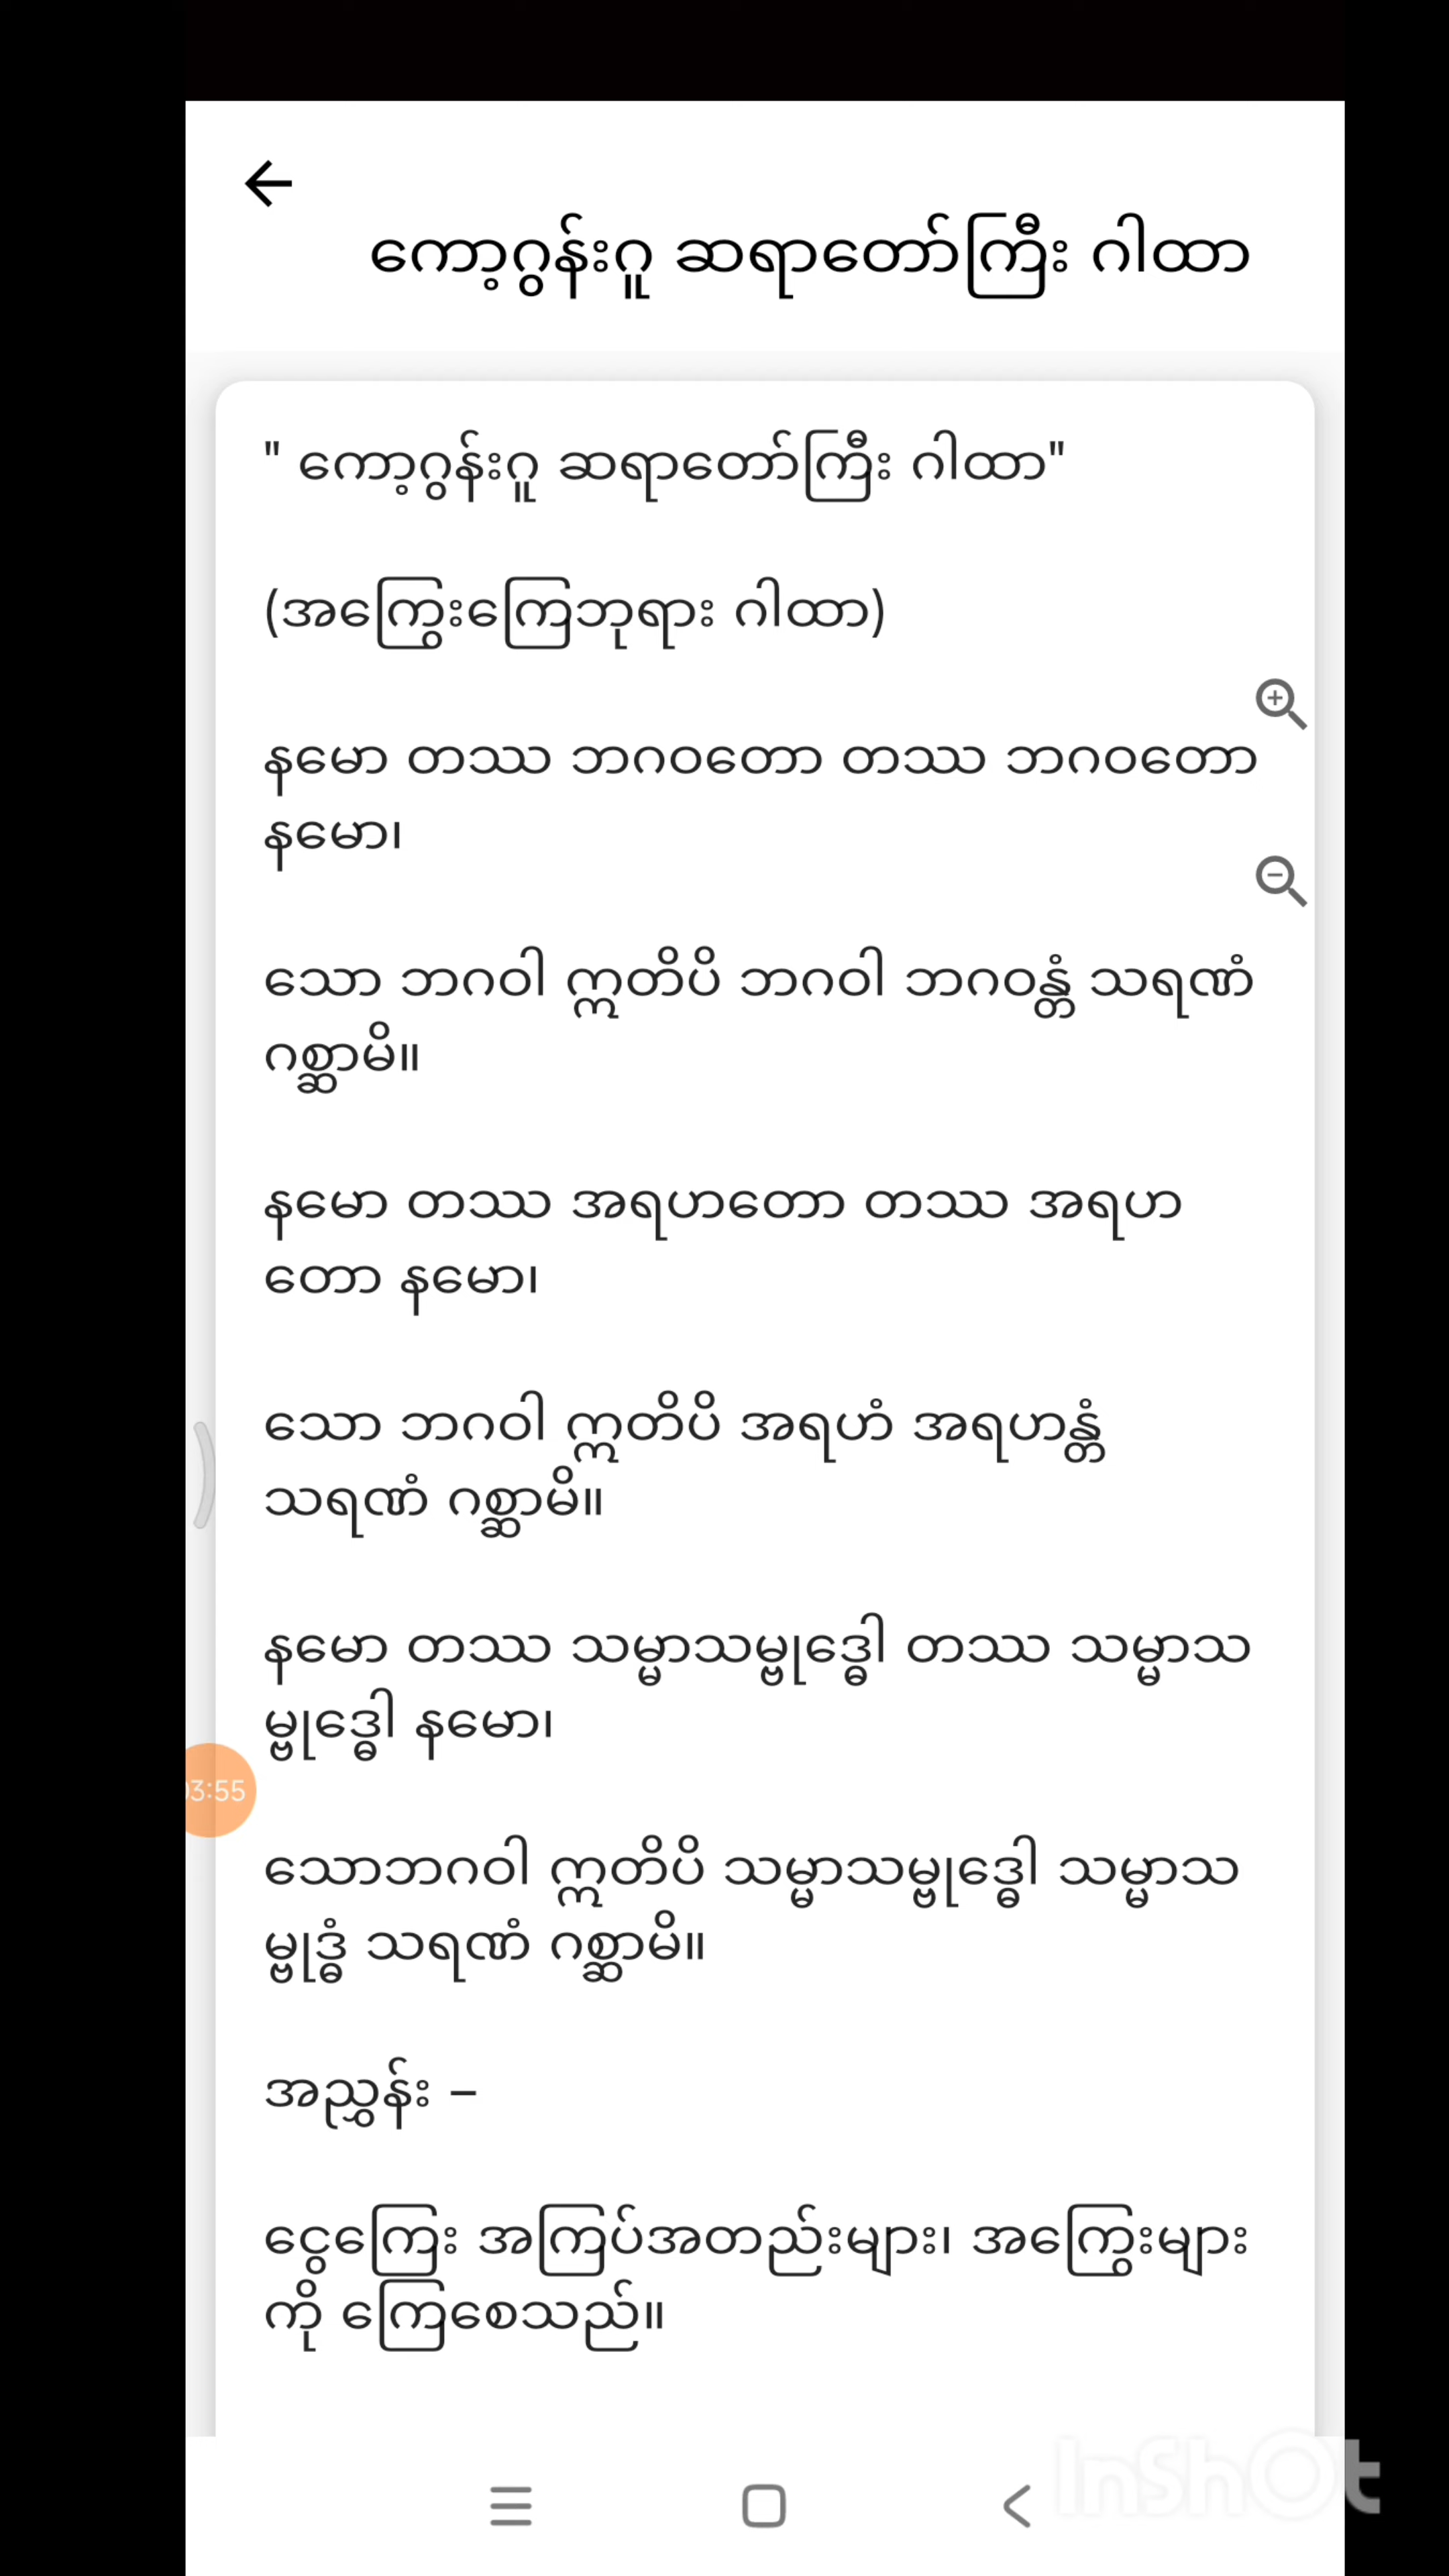 ကော့ဂွန်းဂူ ဆရာတော်ကြီး ဂါထာ
" ကော့ဂွန်းဂူ ဆရာတော်ကြီး ဂါထာ"
(အကြွေးကြေဘုရား ဂါထာ)
နမော တဿ ဘဂဝတော တဿ ဘဂဝတော
နမော၊
သော ဘဂဝါ ဣတိပိ ဘဂဝါ ဘဂဝန္တံ သရဏံ
ဂစ္ဆာမိ။
နမော တဿ အရဟတော တဿ အရဟ
တော နမော၊
သော ဘဂဝါ ဣတိပိ အရဟံ အရဟန္တံ
သရဏံ ဂစ္ဆာမိ။
နမော တဿ သမ္မာသမ္ဗုဒ္ဓေါ တဿ သမ္မာသ
မ္ဗုဒ္ဓေါ နမော၊
3:55
သောဘဂဝါ ဣတိပိ သမ္မာသမ္ဗုဒ္ဓေါ သမ္မာသ
မ္ဗုဒ္ဓံ သရဏံ ဂစ္ဆာမိ။
အညွှန်း –
ငွေကြေး အကြပ်အတည်းများ၊ အကြွေးများ
ကို ကြေစေသည်။
InShOt